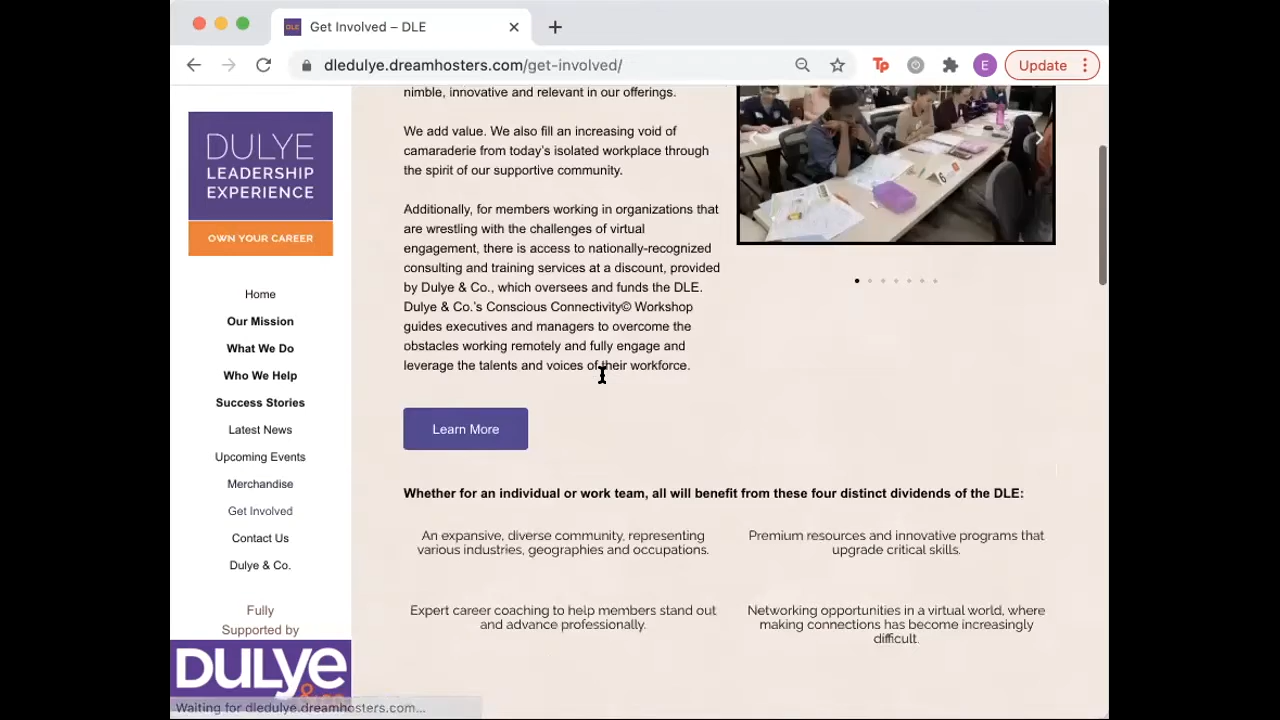 Get Involved – DLE
dledulye.dreamhosters.com/get-involved/
Tp
E
Update
DULYE
LEADERSHIP
EXPERIENCE
OWN YOUR CAREER
Home
Our Mission
What We Do
Who We Help
Success Stories
Latest News
Upcoming Events
Merchandise
Get Involved
Contact Us
Dulye & Co.
Fully
Supported by
DULYE
Waiting for dledulye.dreamhosters.com...
nimble, innovative and relevant in our offerings.
We add value. We also fill an increasing void of
camaraderie from today's isolated workplace through
the spirit of our supportive community.
Additionally, for members working in organizations that
are wrestling with the challenges of virtual
engagement, there is access to nationally-recognized
consulting and training services at a discount, provided
by Dulye & Co., which oversees and funds the DLE.
Dulye & Co.'s Conscious Connectivity© Workshop
guides executives and managers to overcome the
obstacles working remotely and fully engage and
leverage the talents and voices of their workforce.
6
Learn More
Whether for an individual or work team, all will benefit from these four distinct dividends of the DLE:
An expansive, diverse community, representing
various industries, geographies and occupations.
Premium resources and innovative programs that
upgrade critical skills.
Expert career coaching to help members stand out
and advance professionally.
Networking opportunities in a virtual world, where
making connections has become increasingly
difficult.